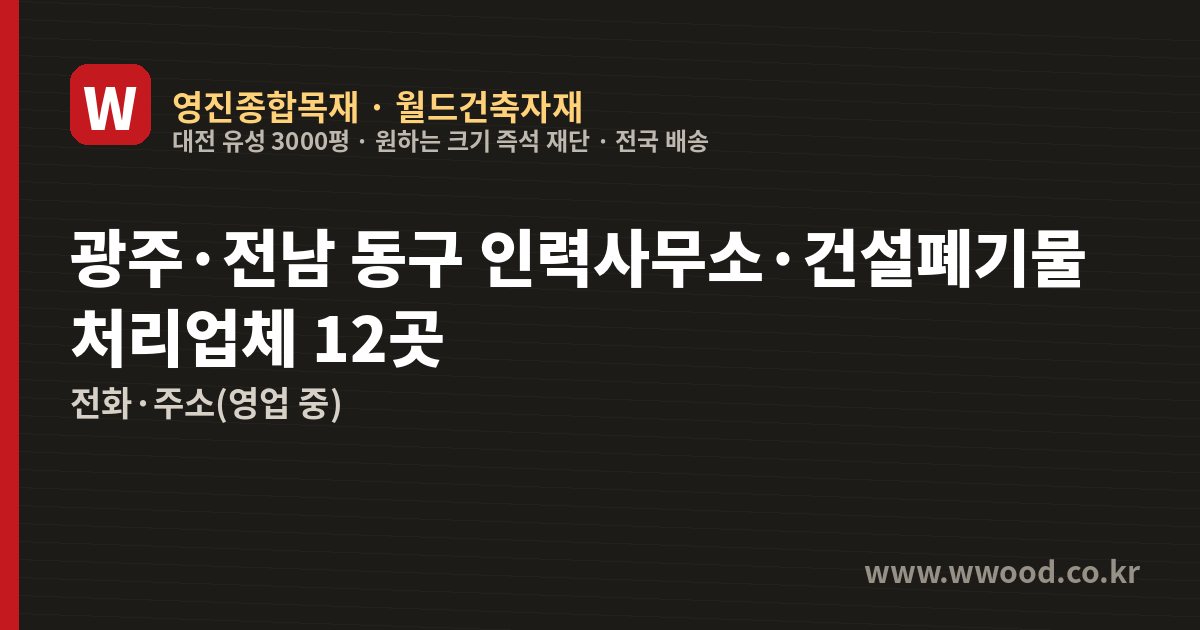 W
영진종합목재 · 월드건축자재
대전 유성 3000평 · 원하는 크기 즉석 재단 · 전국 배송
광주·전남 동구 인력사무소·건설폐기물
처리업체 12곳
전화·주소(영업 중)
www.wwood.co.kr